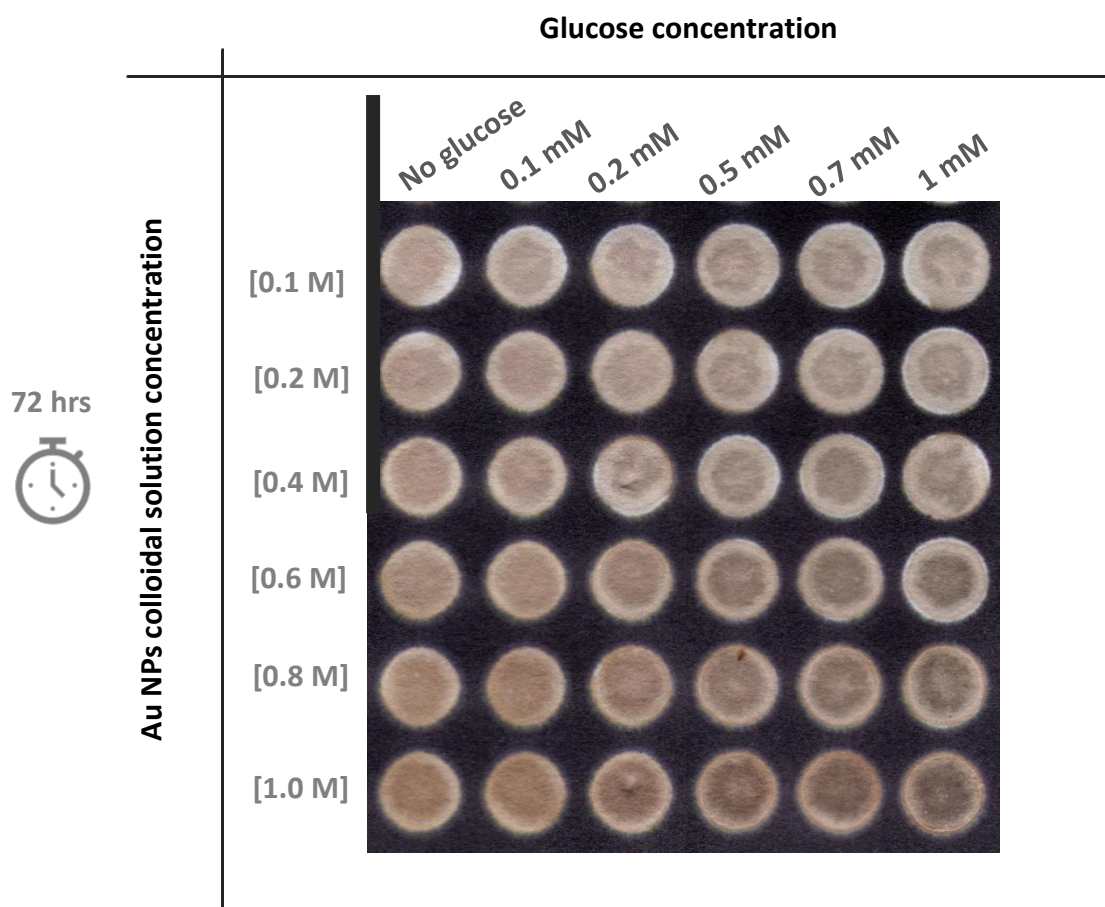 Glucose concentration
No glucose
0.1 mM
0.2 mM
0.5 mM
0.7 mM
1 mM
Au NPs colloidal solution concentration
72 hrs
[0.1 M]
[0.2 M]
[0.4 M]
[0.6 M]
[0.8 M]
[1.0 M]